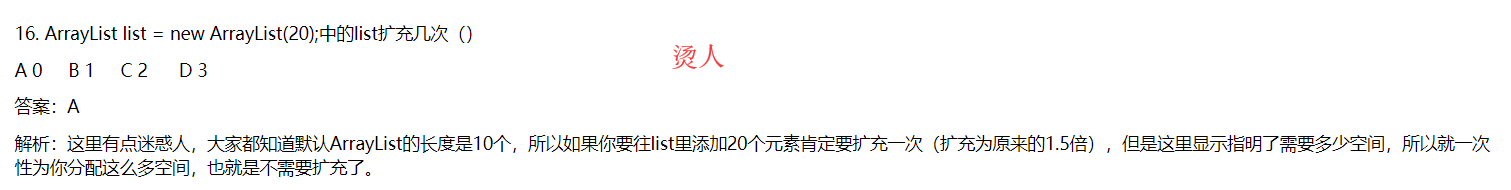 16. ArrayList list = new ArrayList(20);中的list扩充几次（）
烫人
A 0 B 1 C 2 D 3
答案：A
解析：这里有点迷惑人，大家都知道默认ArrayList的长度是10个，所以如果你要往list里添加20个元素肯定要扩充一次（扩充为原来的1.5倍），但是这里显示指明了需要多少空间，所以就一次
性为你分配这么多空间，也就是不需要扩充了。